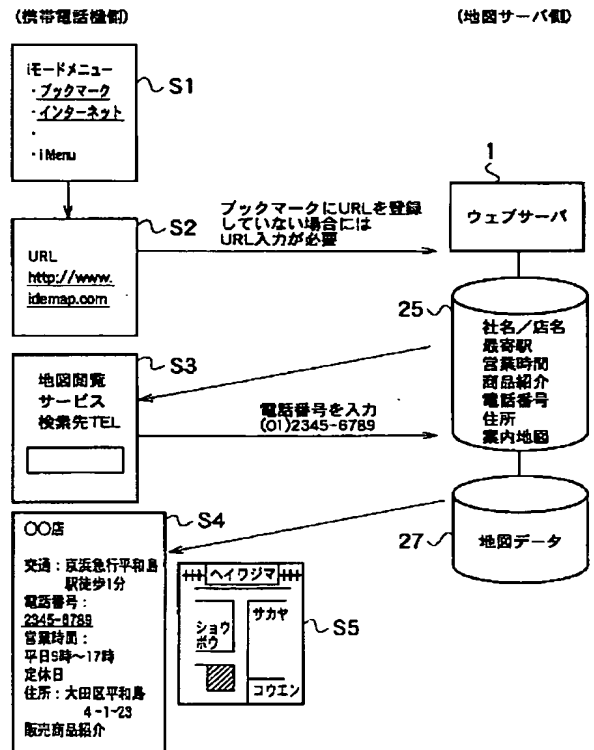 (携帯電話機側)
(地図サーバ側)
iモードメニュー
・ブックマーク
・インターネット
・
・iMenu
S1
URL
http://www.
idemap.com
S2
ブックマークにURLを登録
していない場合には
URL入力が必要
1
ウェブサーバ
25
社名／店名
最寄駅
営業時間
商品紹介
電話番号
住所
案内地図
地図閲覧
サービス
検索先TEL
S3
電話番号を入力
(01)2345-6789
27
地図データ
〇〇店
交通：京浜急行平和島
駅徒歩1分
電話番号：
2345-6789
営業時間：
平日9時～17時
定休日
住所：大田区平和島
4-1-23
販売商品紹介
S4
ヘイワジマ
サカヤ
ショウ
ボウ
コウエン
S5